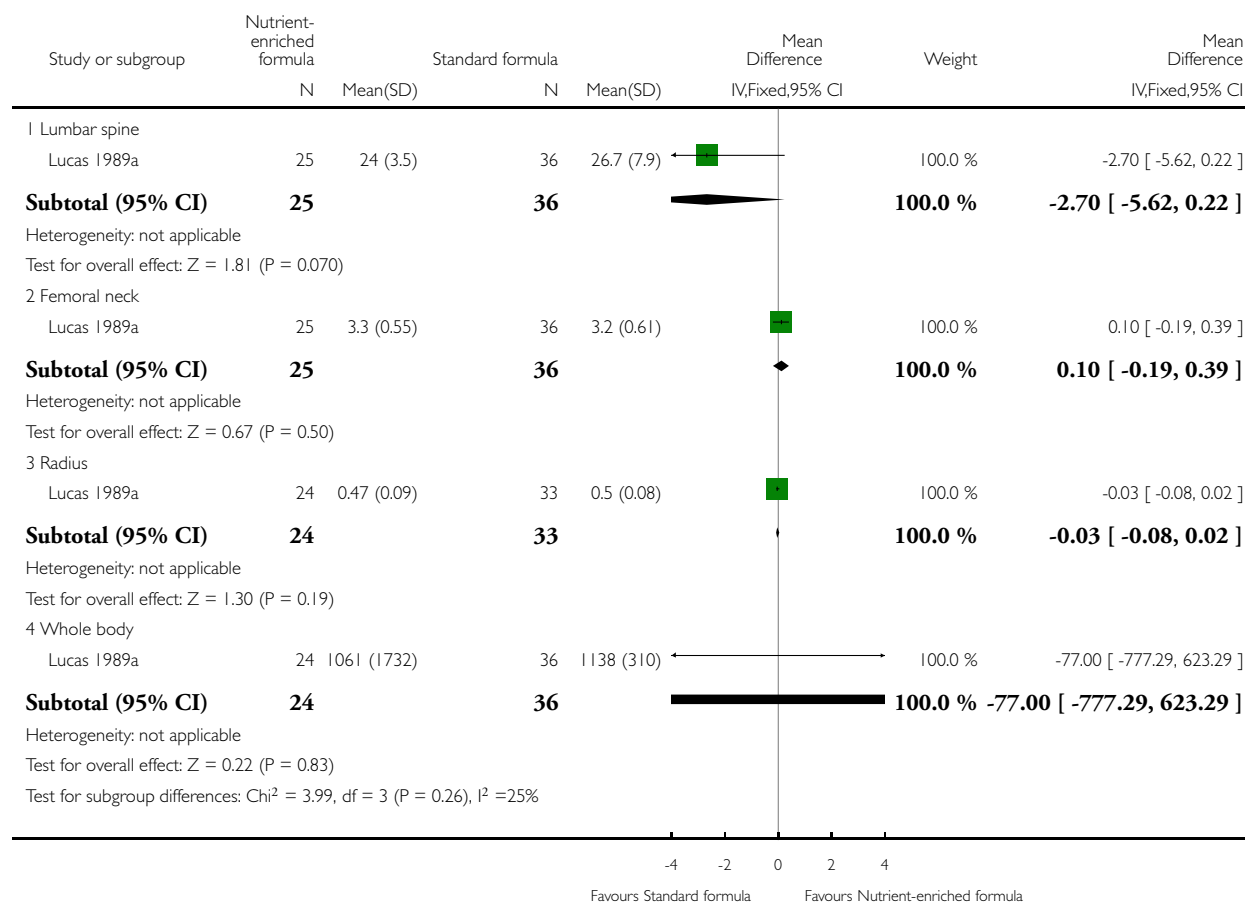 Study or subgroup Nutrient-enriched formula Standard formula Mean Difference Weight Mean Difference
N Mean(SD) N Mean(SD) IV,Fixed,95% CI IV,Fixed,95% CI
1 Lumbar spine
Lucas 1989a 25 24 (3.5) 36 26.7 (7.9) 100.0 % -2.70 [ -5.62, 0.22 ]
Subtotal (95% CI) 25 36 100.0 % -2.70 [ -5.62, 0.22 ]
Heterogeneity: not applicable
Test for overall effect: Z = 1.81 (P = 0.070)
2 Femoral neck
Lucas 1989a 25 3.3 (0.55) 36 3.2 (0.61) 100.0 % 0.10 [ -0.19, 0.39 ]
Subtotal (95% CI) 25 36 100.0 % 0.10 [ -0.19, 0.39 ]
Heterogeneity: not applicable
Test for overall effect: Z = 0.67 (P = 0.50)
3 Radius
Lucas 1989a 24 0.47 (0.09) 33 0.5 (0.08) 100.0 % -0.03 [ -0.08, 0.02 ]
Subtotal (95% CI) 24 33 100.0 % -0.03 [ -0.08, 0.02 ]
Heterogeneity: not applicable
Test for overall effect: Z = 1.30 (P = 0.19)
4 Whole body
Lucas 1989a 24 1061 (1732) 36 1138 (310) 100.0 % -77.00 [ -777.29, 623.29 ]
Subtotal (95% CI) 24 36 100.0 % -77.00 [ -777.29, 623.29 ]
Heterogeneity: not applicable
Test for overall effect: Z = 0.22 (P = 0.83)
Test for subgroup differences: Chi² = 3.99, df = 3 (P = 0.26), I² =25%
-4 -2 0 2 4
Favours Standard formula Favours Nutrient-enriched formula